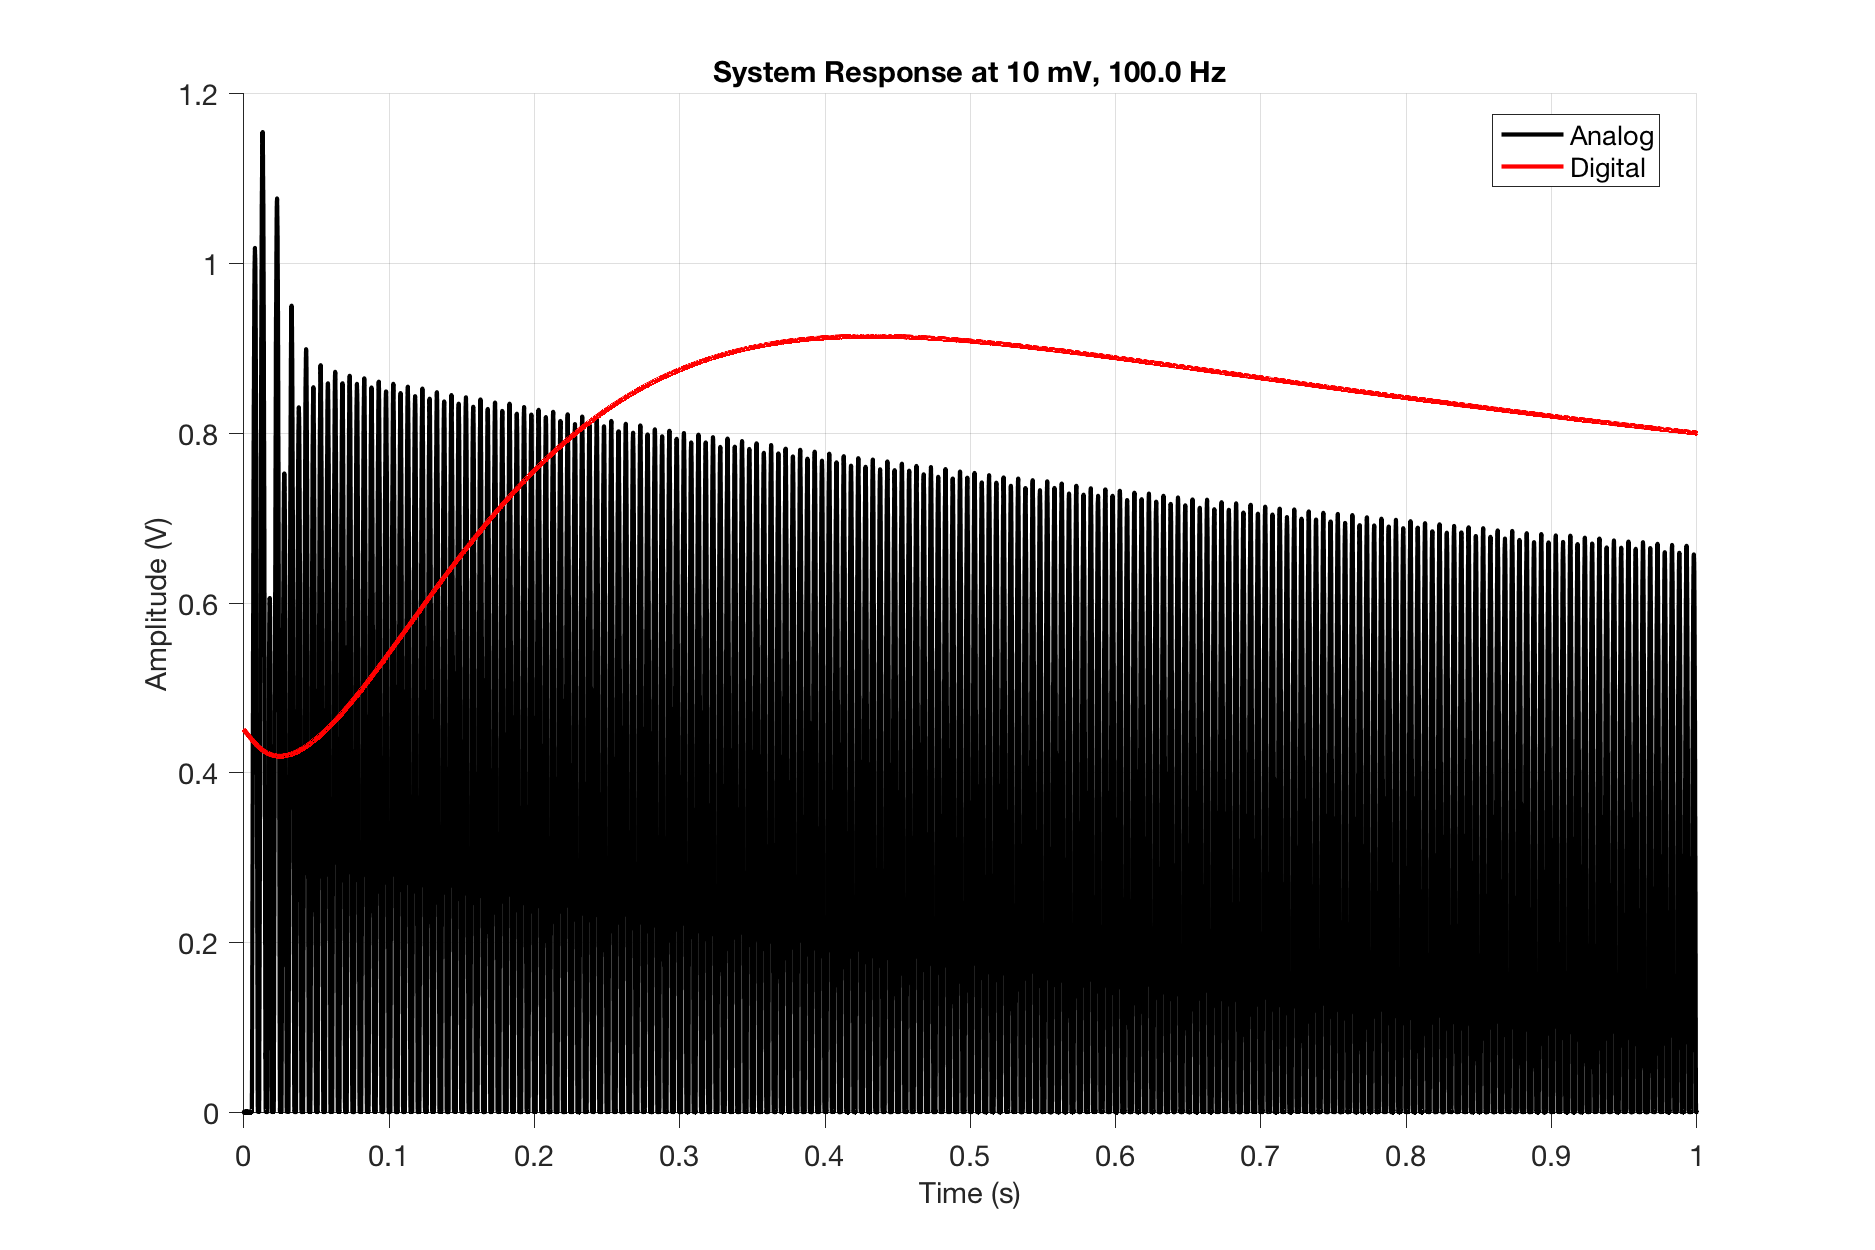 System Response at 10 mV, 100.0 Hz
Analog
Digital
Amplitude (V)
1.2
1
0.8
0.6
0.4
0.2
0
0 0.1 0.2 0.3 0.4 0.5 0.6 0.7 0.8 0.9 1
Time (s)